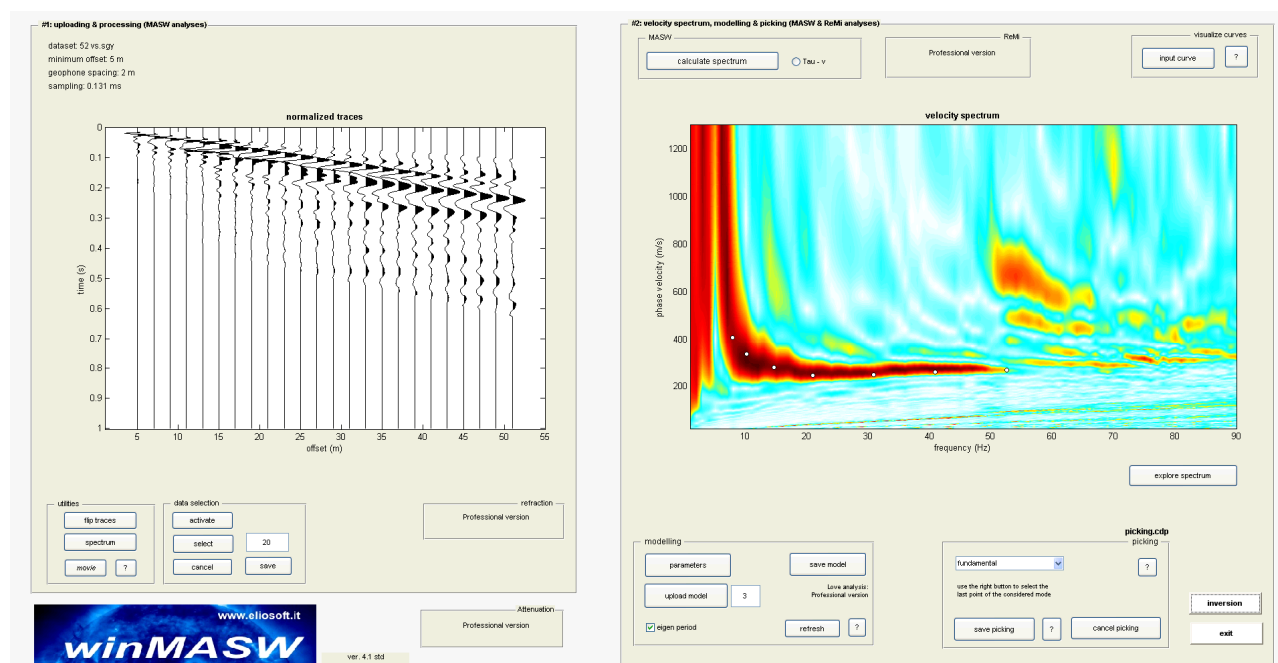 #1: uploading & processing (MASW analyses)
dataset: 52 vs.sgy
minimum offset: 5 m
geophone spacing: 2 m
sampling: 0.131 ms
normalized traces
time (s)
0
0.1
0.2
0.3
0.4
0.5
0.6
0.7
0.8
0.9
1
5 10 15 20 25 30 35 40 45 50 55
offset (m)
utilities
flip traces
spectrum
movie ?
data selection
activate
select 20
cancel save
refraction
Professional version
www.eliosoft.it
winMASW
ver. 4.1 std
Attenuation
Professional version
#2: velocity spectrum, modelling & picking (MASW & ReMi analyses)
MASW
calculate spectrum Tau - v
ReMi
Professional version
visualize curves
input curve ?
velocity spectrum
phase velocity (m/s)
1200
1000
800
600
400
200
10 20 30 40 50 60 70 80 90
frequency (Hz)
explore spectrum
modelling
parameters save model
upload model 3
Love analysis:
Professional version
eigen period refresh ?
picking.cdp
picking
fundamental ?
use the right button to select the
last point of the considered mode
save picking ? cancel picking
inversion
exit